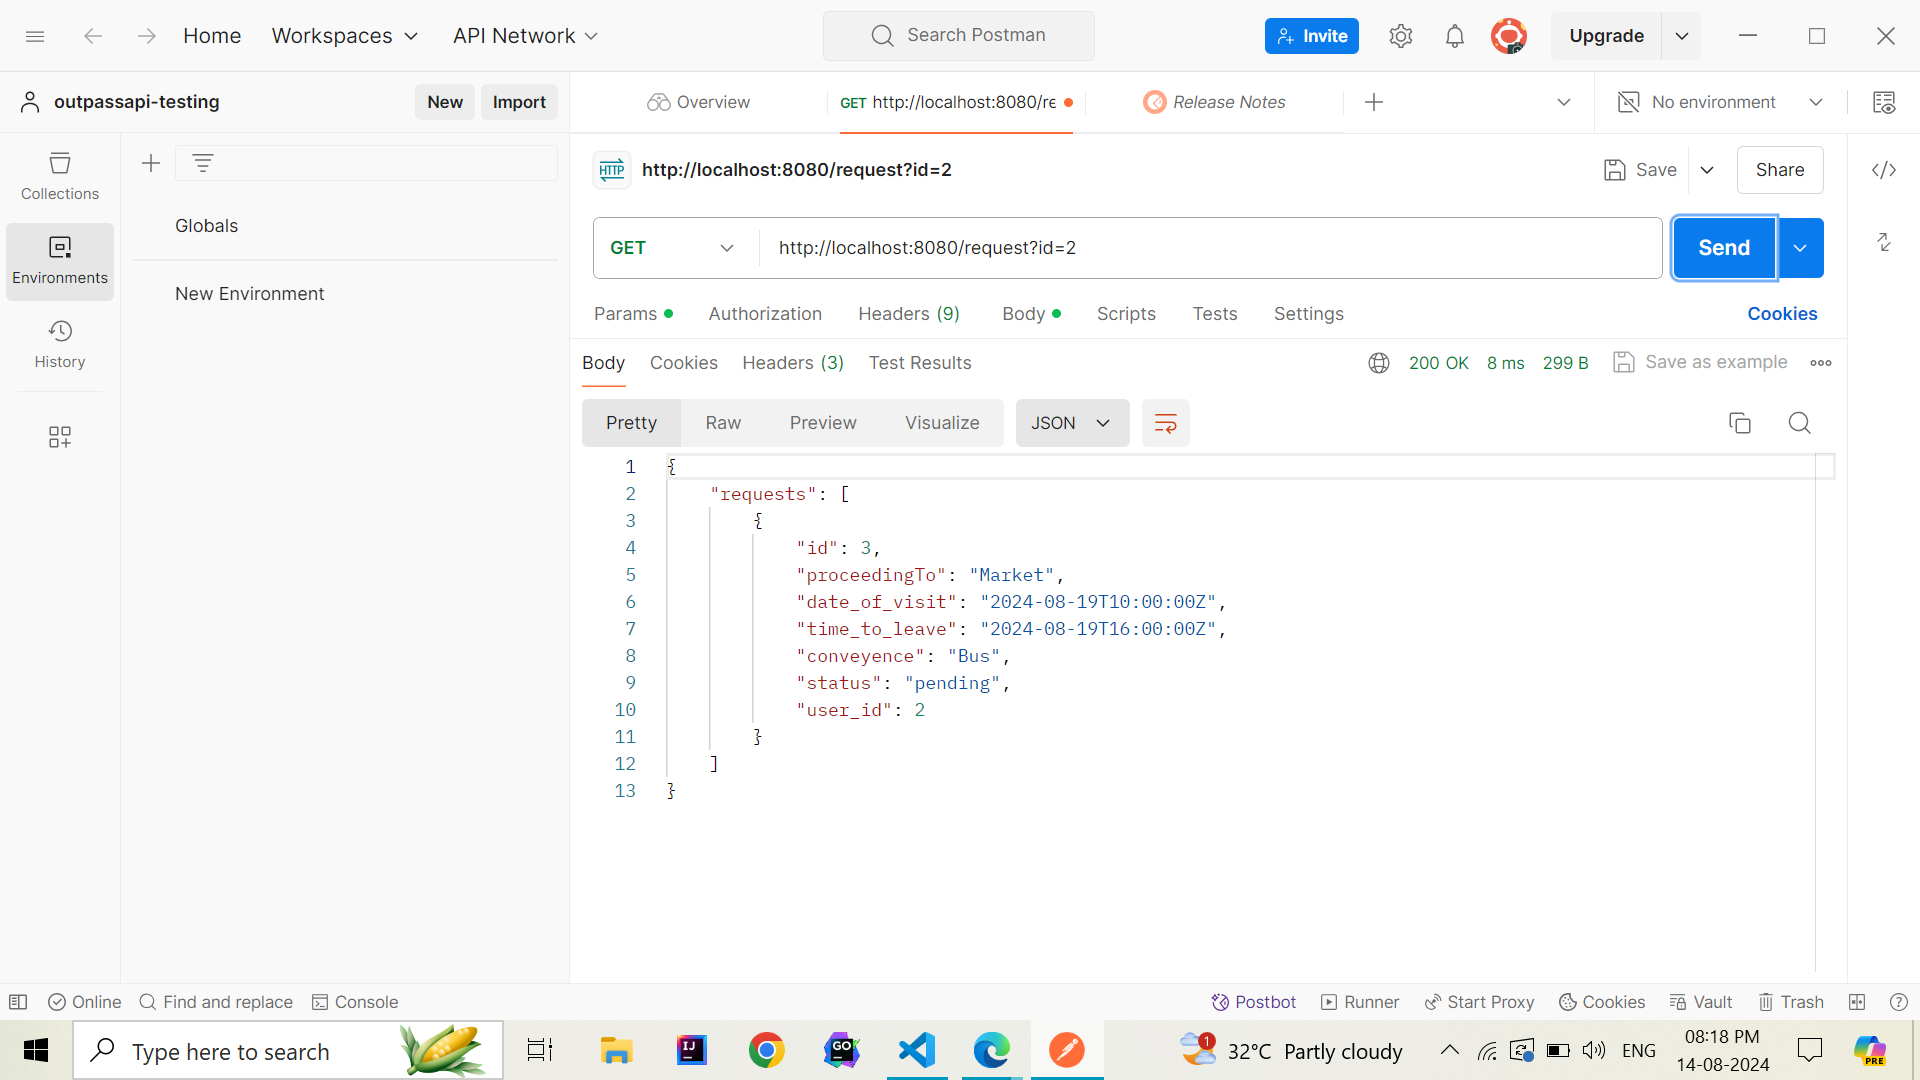 Home Workspaces API Network Search Postman Invite Upgrade
outpassapi-testing New Import Overview GET http://localhost:8080/re Release Notes No environment
Collections
Environments
History
Globals
New Environment
HTTP http://localhost:8080/request?id=2 Save Share
GET http://localhost:8080/request?id=2 Send
Params Authorization Headers (9) Body Scripts Tests Settings Cookies
Body Cookies Headers (3) Test Results 200 OK 8 ms 299 B Save as example
Pretty Raw Preview Visualize JSON
1 {
2 "requests": [
3 {
4 "id": 3,
5 "proceedingTo": "Market",
6 "date_of_visit": "2024-08-19T10:00:00Z",
7 "time_to_leave": "2024-08-19T16:00:00Z",
8 "conveyence": "Bus",
9 "status": "pending",
10 "user_id": 2
11 }
12 ]
13 }
Online Find and replace Console Postbot Runner Start Proxy Cookies Vault Trash
Type here to search IJ GO 1 32°C Partly cloudy ENG 08:18 PM PRE
14-08-2024